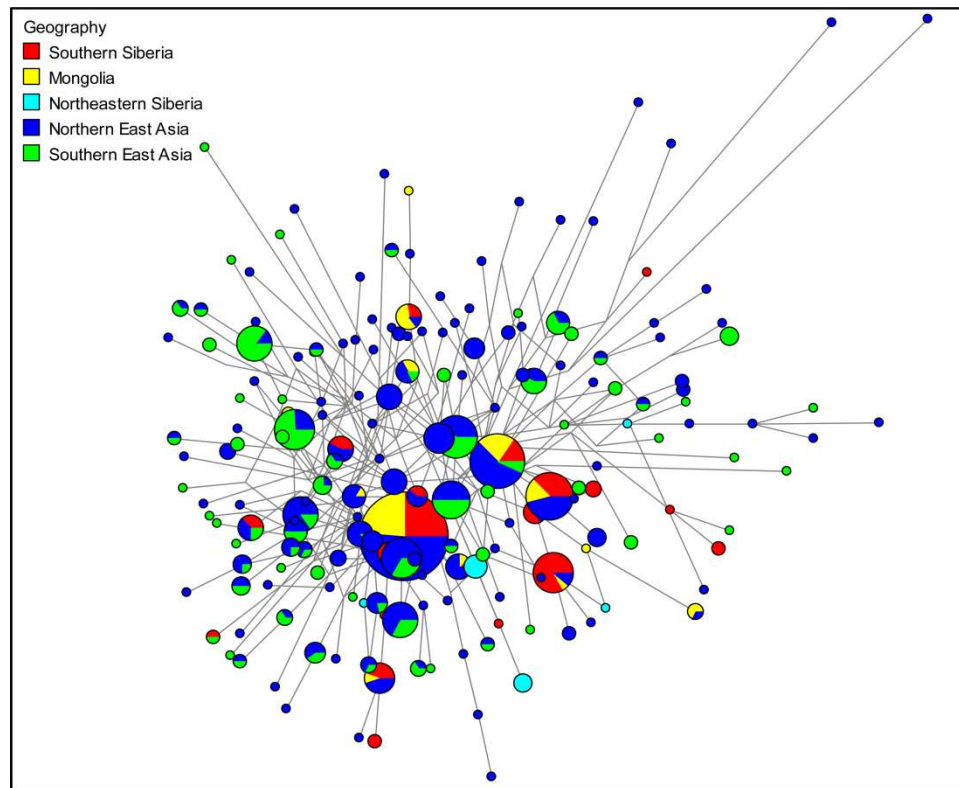 Geography
Southern Siberia
Mongolia
Northeastern Siberia
Northern East Asia
Southern East Asia